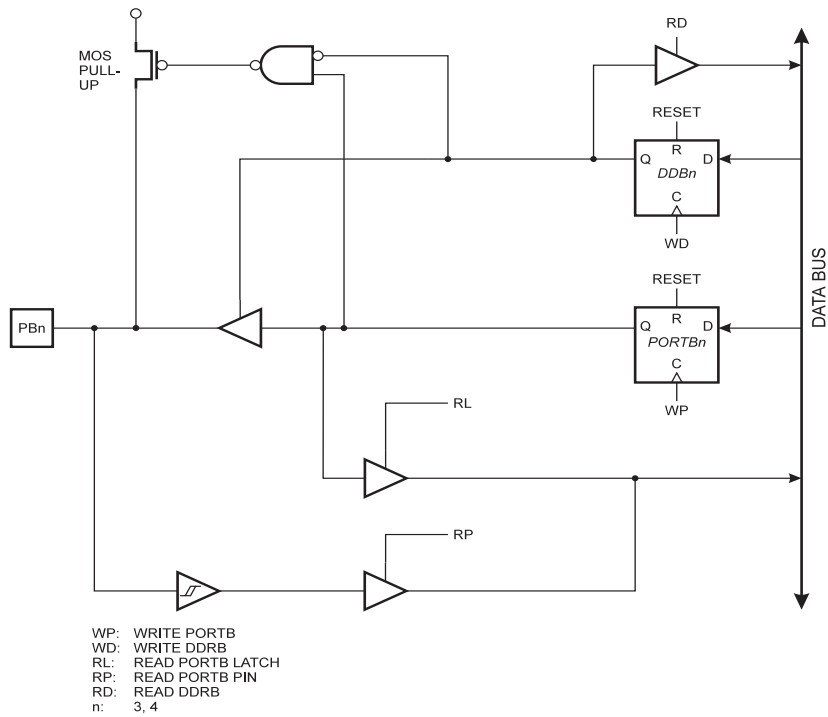 RD
MOS
PULL-
UP
RESET
R
Q D
DDBn
C
WD
RESET
PBn
R
Q D
PORTBn
C
WP
DATA BUS
RL
RP
WP: WRITE PORTB
WD: WRITE DDRB
RL: READ PORTB LATCH
RP: READ PORTB PIN
RD: READ DDRB
n: 3, 4